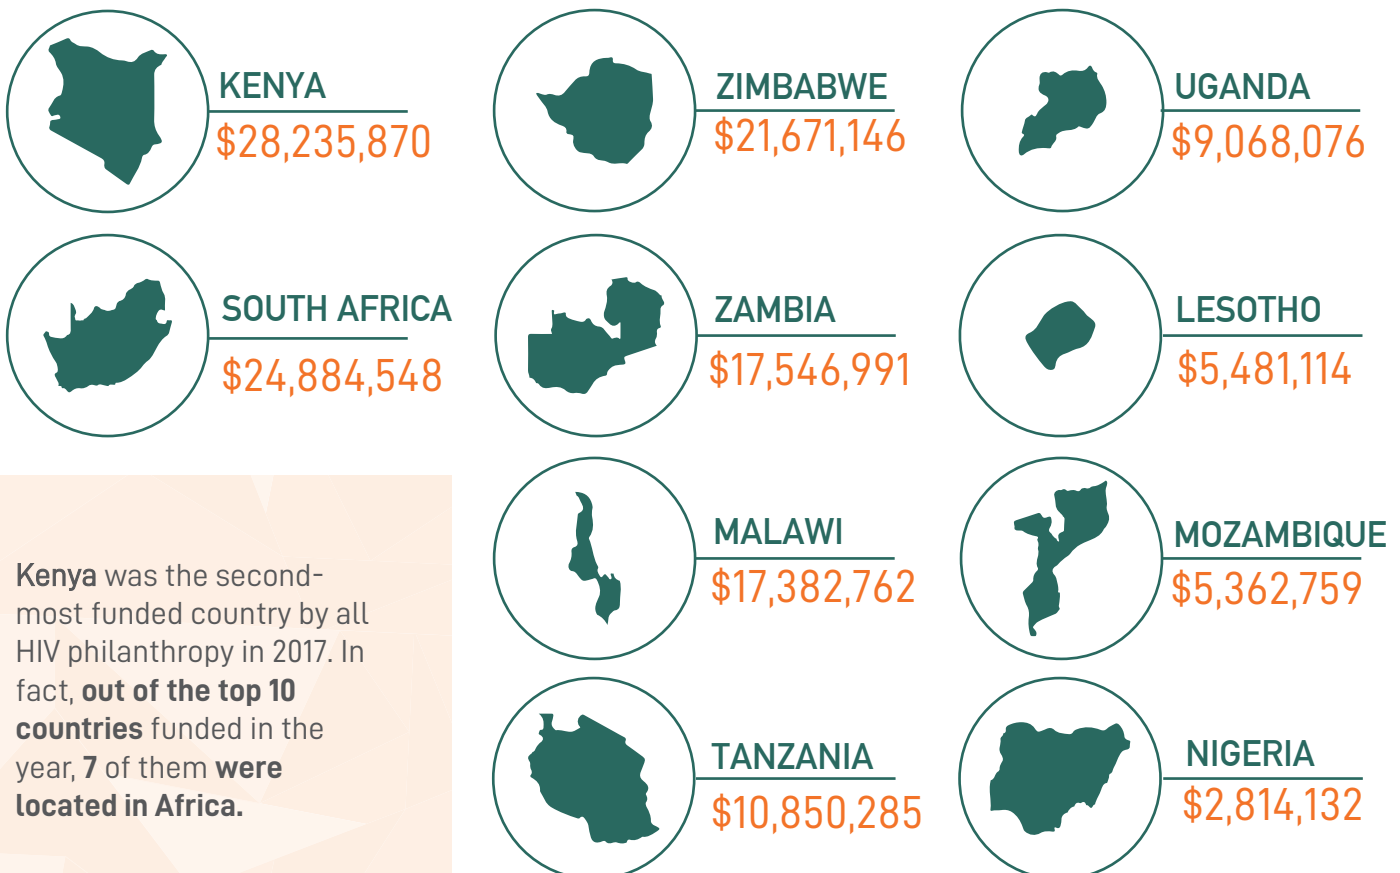 KENYA
$28,235,870
SOUTH AFRICA
$24,884,548
Kenya was the second-
most funded country by all
HIV philanthropy in 2017. In
fact, out of the top 10
countries funded in the
year, 7 of them were
located in Africa.
ZIMBABWE
$21,671,146
ZAMBIA
$17,546,991
MALAWI
$17,382,762
TANZANIA
$10,850,285
UGANDA
$9,068,076
LESOTHO
$5,481,114
MOZAMBIQUE
$5,362,759
NIGERIA
$2,814,132